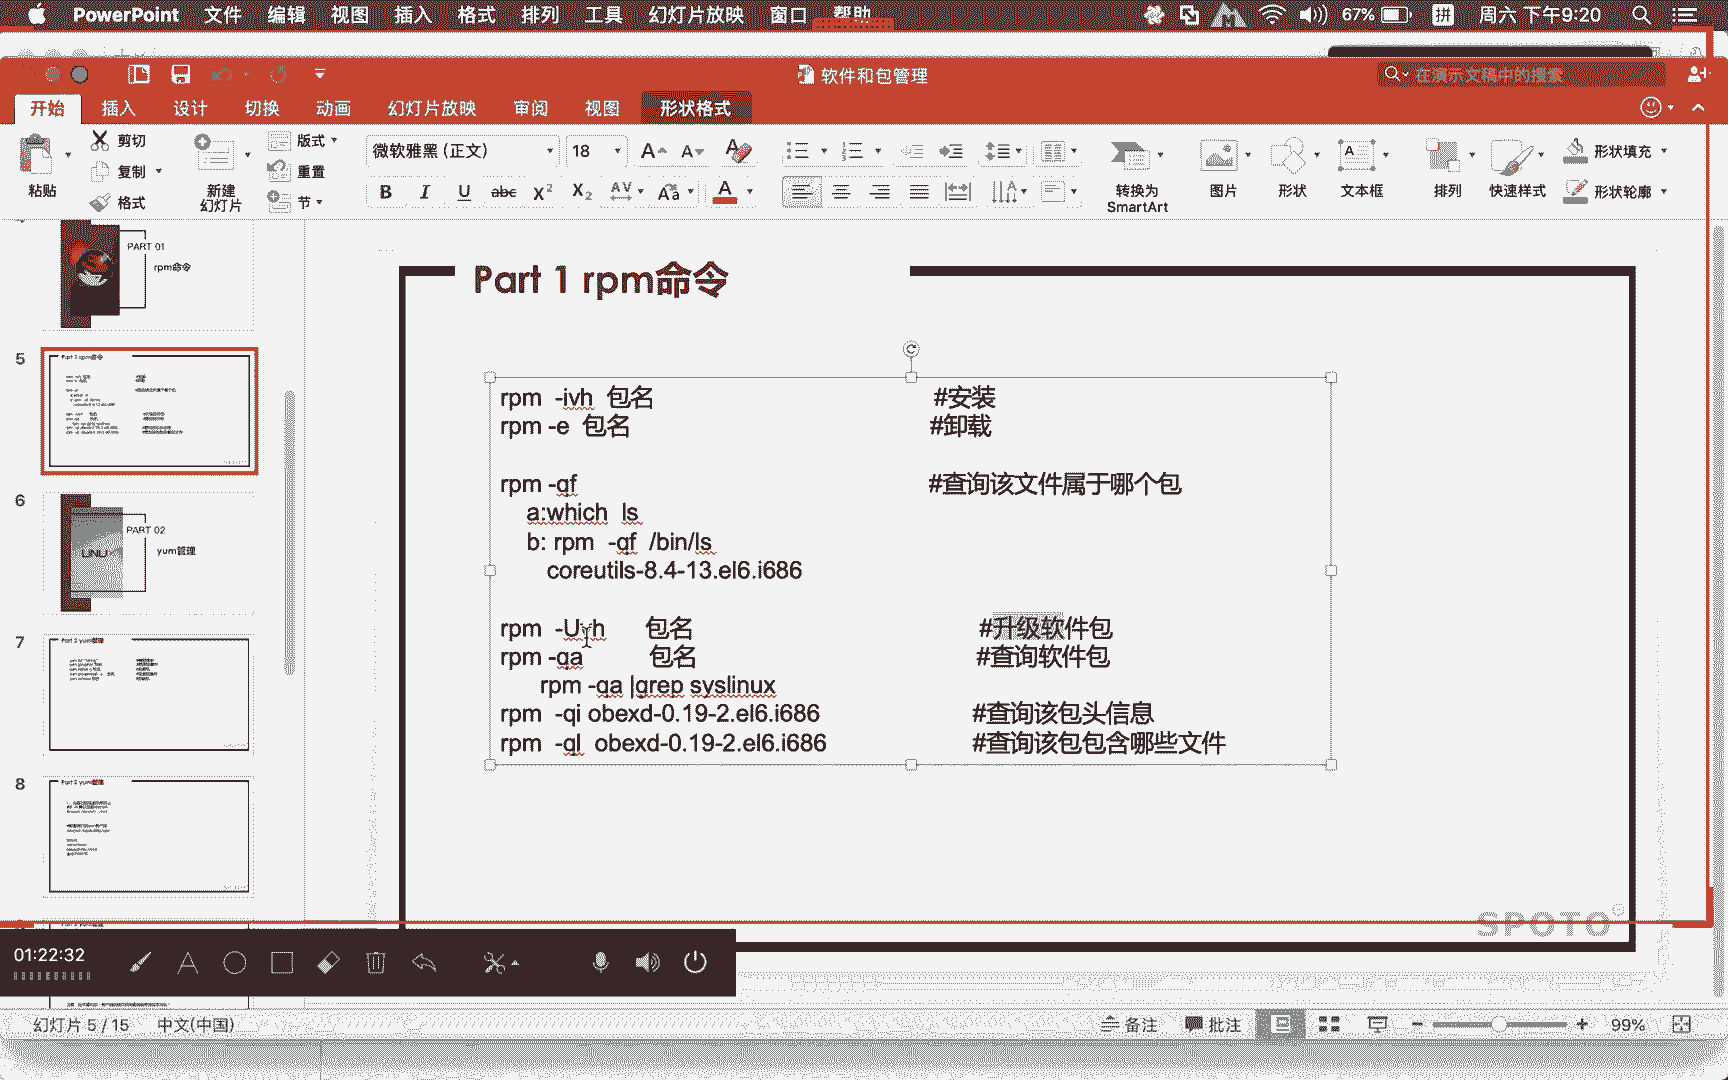 PowerPoint 文件 编辑 视图 插入 格式 排列 工具 幻灯片放映 窗口 帮助 67% 拼 周六 下午9:20
软件和包管理 在演示文稿中的搜索
开始 插入 设计 切换 动画 幻灯片放映 审阅 视图 形状格式
粘贴 剪切 复制 格式 新建 幻灯片 版式 重置 节
微软雅黑 (正文) 18
转换为 SmartArt 图片 形状 文本框 排列 快速样式 形状填充 形状轮廓
PART 01
rpm命令
5
6
PART 02
yum管理
7
8
Part 1 rpm命令
rpm -ivh 包名 #安装
rpm -e 包名 #卸载
rpm -qf #查询该文件属于哪个包
a:which ls
b: rpm -qf /bin/ls
coreutils-8.4-13.el6.i686
rpm -Uvh 包名 #升级软件包
rpm -qa 包名 #查询软件包
rpm -qa |grep syslinux
rpm -qi obexd-0.19-2.el6.i686 #查询该包头信息
rpm -ql obexd-0.19-2.el6.i686 #查询该包包含哪些文件
SPOTO
01:22:32
幻灯片 5 / 15 中文(中国) 备注 批注 99%